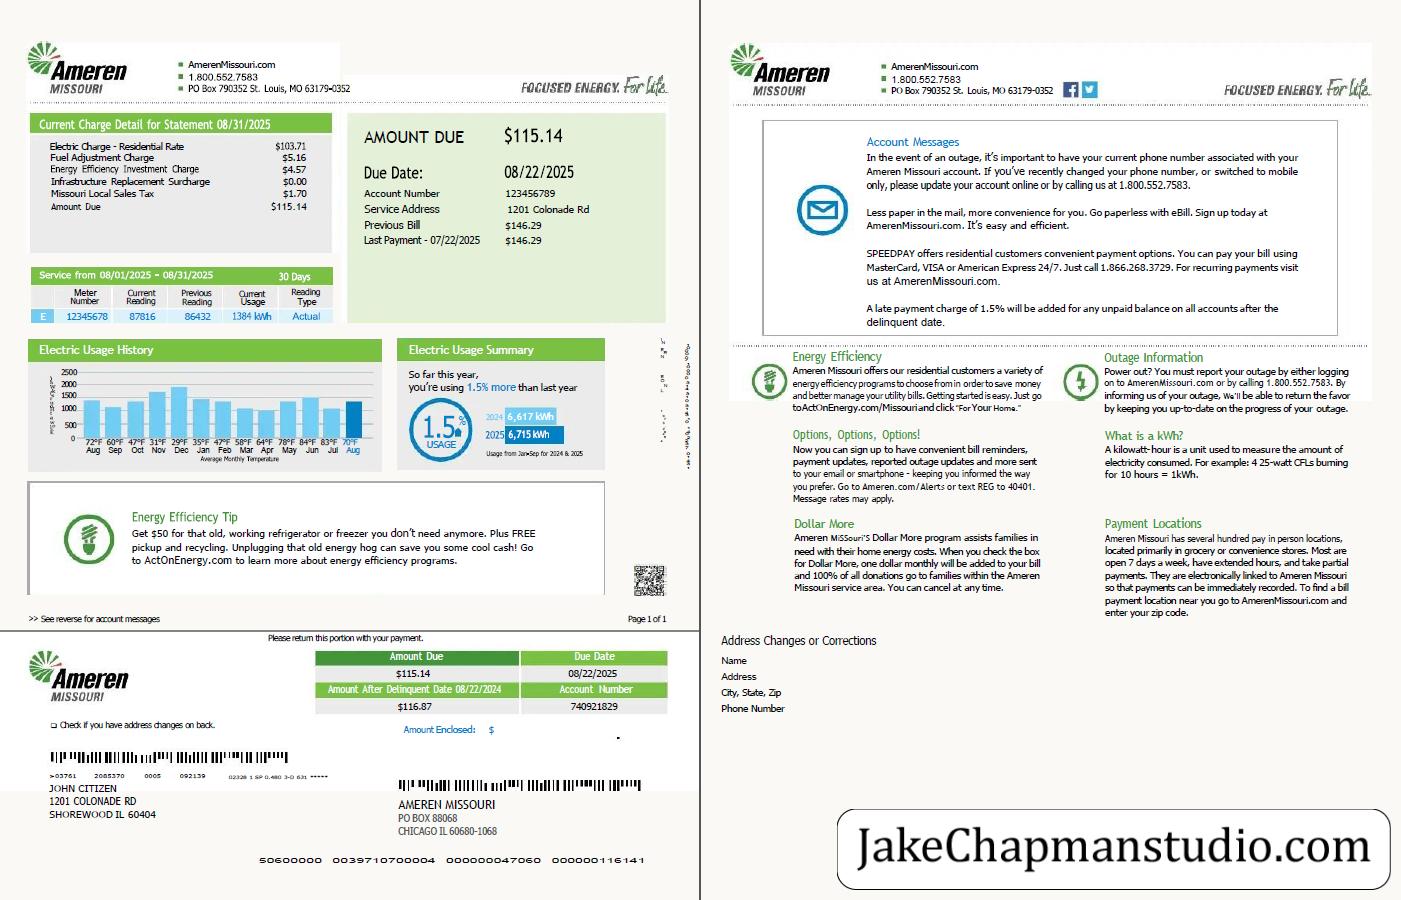 Ameren
MISSOURI
AmerenMissouri.com
1.800.552.7583
PO Box 790352 St. Louis, MO 63179-0352
FOCUSED ENERGY. For life.
Current Charge Detail for Statement 08/31/2025
Electric Charge - Residential Rate $103.71
Fuel Adjustment Charge $5.16
Energy Efficiency Investment Charge $4.57
Infrastructure Replacement Surcharge $0.00
Missouri Local Sales Tax $1.70
Amount Due $115.14
AMOUNT DUE $115.14
Due Date: 08/22/2025
Account Number 123456789
Service Address 1201 Colonade Rd
Previous Bill $146.29
Last Payment - 07/22/2025 $146.29
Service from 08/01/2025 - 08/31/2025 30 Days
Meter Number Current Reading Previous Reading Current Usage Reading Type
E 12345678 87816 86432 1384 kWh Actual
Electric Usage History
2500
2000
1500
1000
500
0
72°F 60°F 47°F 31°F 29°F 35°F 47°F 58°F 64°F 78°F 84°F 83°F 70°F
Aug Sep Oct Nov Dec Jan Feb Mar Apr May Jun Jul Aug
Average Monthly Temperature
Electric Usage Summary
So far this year,
you're using 1.5% more than last year
1.5%
USAGE
2024 6,617 kWh
2025 6,715 kWh
Usage from Jan-Sep for 2024 & 2025
Energy Efficiency Tip
Get $50 for that old, working refrigerator or freezer you don't need anymore. Plus FREE
pickup and recycling. Unplugging that old energy hog can save you some cool cash! Go
to ActOnEnergy.com to learn more about energy efficiency programs.
>> See reverse for account messages
Page 1 of 1
Please return this portion with your payment.
Ameren
MISSOURI
Amount Due Due Date
$115.14 08/22/2025
Amount After Delinquent Date 08/22/2024 Account Number
$116.87 740921829
❏ Check if you have address changes on back.
Amount Enclosed: $
>03761 2085370 0005 092139 02328 1 SP 0.480 3-D 631 *****
JOHN CITIZEN
1201 COLONADE RD
SHOREWOOD IL 60404
AMEREN MISSOURI
PO BOX 88068
CHICAGO IL 60680-1068
50600000 0039710700004 000000047060 000000116141
Ameren
MISSOURI
AmerenMissouri.com
1.800.552.7583
PO Box 790352 St. Louis, MO 63179-0352
FOCUSED ENERGY. For life.
Account Messages
In the event of an outage, it's important to have your current phone number associated with your
Ameren Missouri account. If you've recently changed your phone number, or switched to mobile
only, please update your account online or by calling us at 1.800.552.7583.
Less paper in the mail, more convenience for you. Go paperless with eBill. Sign up today at
AmerenMissouri.com. It's easy and efficient.
SPEEDPAY offers residential customers convenient payment options. You can pay your bill using
MasterCard, VISA or American Express 24/7. Just call 1.866.268.3729. For recurring payments visit
us at AmerenMissouri.com.
A late payment charge of 1.5% will be added for any unpaid balance on all accounts after the
delinquent date.
Energy Efficiency
Ameren Missouri offers our residential customers a variety of
energy efficiency programs to choose from in order to save money
and better manage your utility bills. Getting started is easy. Just go
to ActOnEnergy.com/Missouri and click "For Your Home."
Outage Information
Power out? You must report your outage by either logging
on to AmerenMissouri.com or by calling 1.800.552.7583. By
informing us of your outage, We'll be able to return the favor
by keeping you up-to-date on the progress of your outage.
Options, Options, Options!
Now you can sign up to have convenient bill reminders,
payment updates, reported outage updates and more sent
to your email or smartphone - keeping you informed the way
you prefer. Go to Ameren.com/Alerts or text REG to 40401.
Message rates may apply.
What is a kWh?
A kilowatt-hour is a unit used to measure the amount of
electricity consumed. For example: 4 25-watt CFLs burning
for 10 hours = 1kWh.
Dollar More
Ameren MiSSouri'S Dollar More program assists families in
need with their home energy costs. When you check the box
for Dollar More, one dollar monthly will be added to your bill
and 100% of all donations go to families within the Ameren
Missouri service area. You can cancel at any time.
Payment Locations
Ameren Missouri has several hundred pay in person locations,
located primarily in grocery or convenience stores. Most are
open 7 days a week, have extended hours, and take partial
payments. They are electronically linked to Ameren Missouri
so that payments can be immediately recorded. To find a bill
payment location near you go to AmerenMissouri.com and
enter your zip code.
Address Changes or Corrections
Name
Address
City, State, Zip
Phone Number
JakeChapmanstudio.com